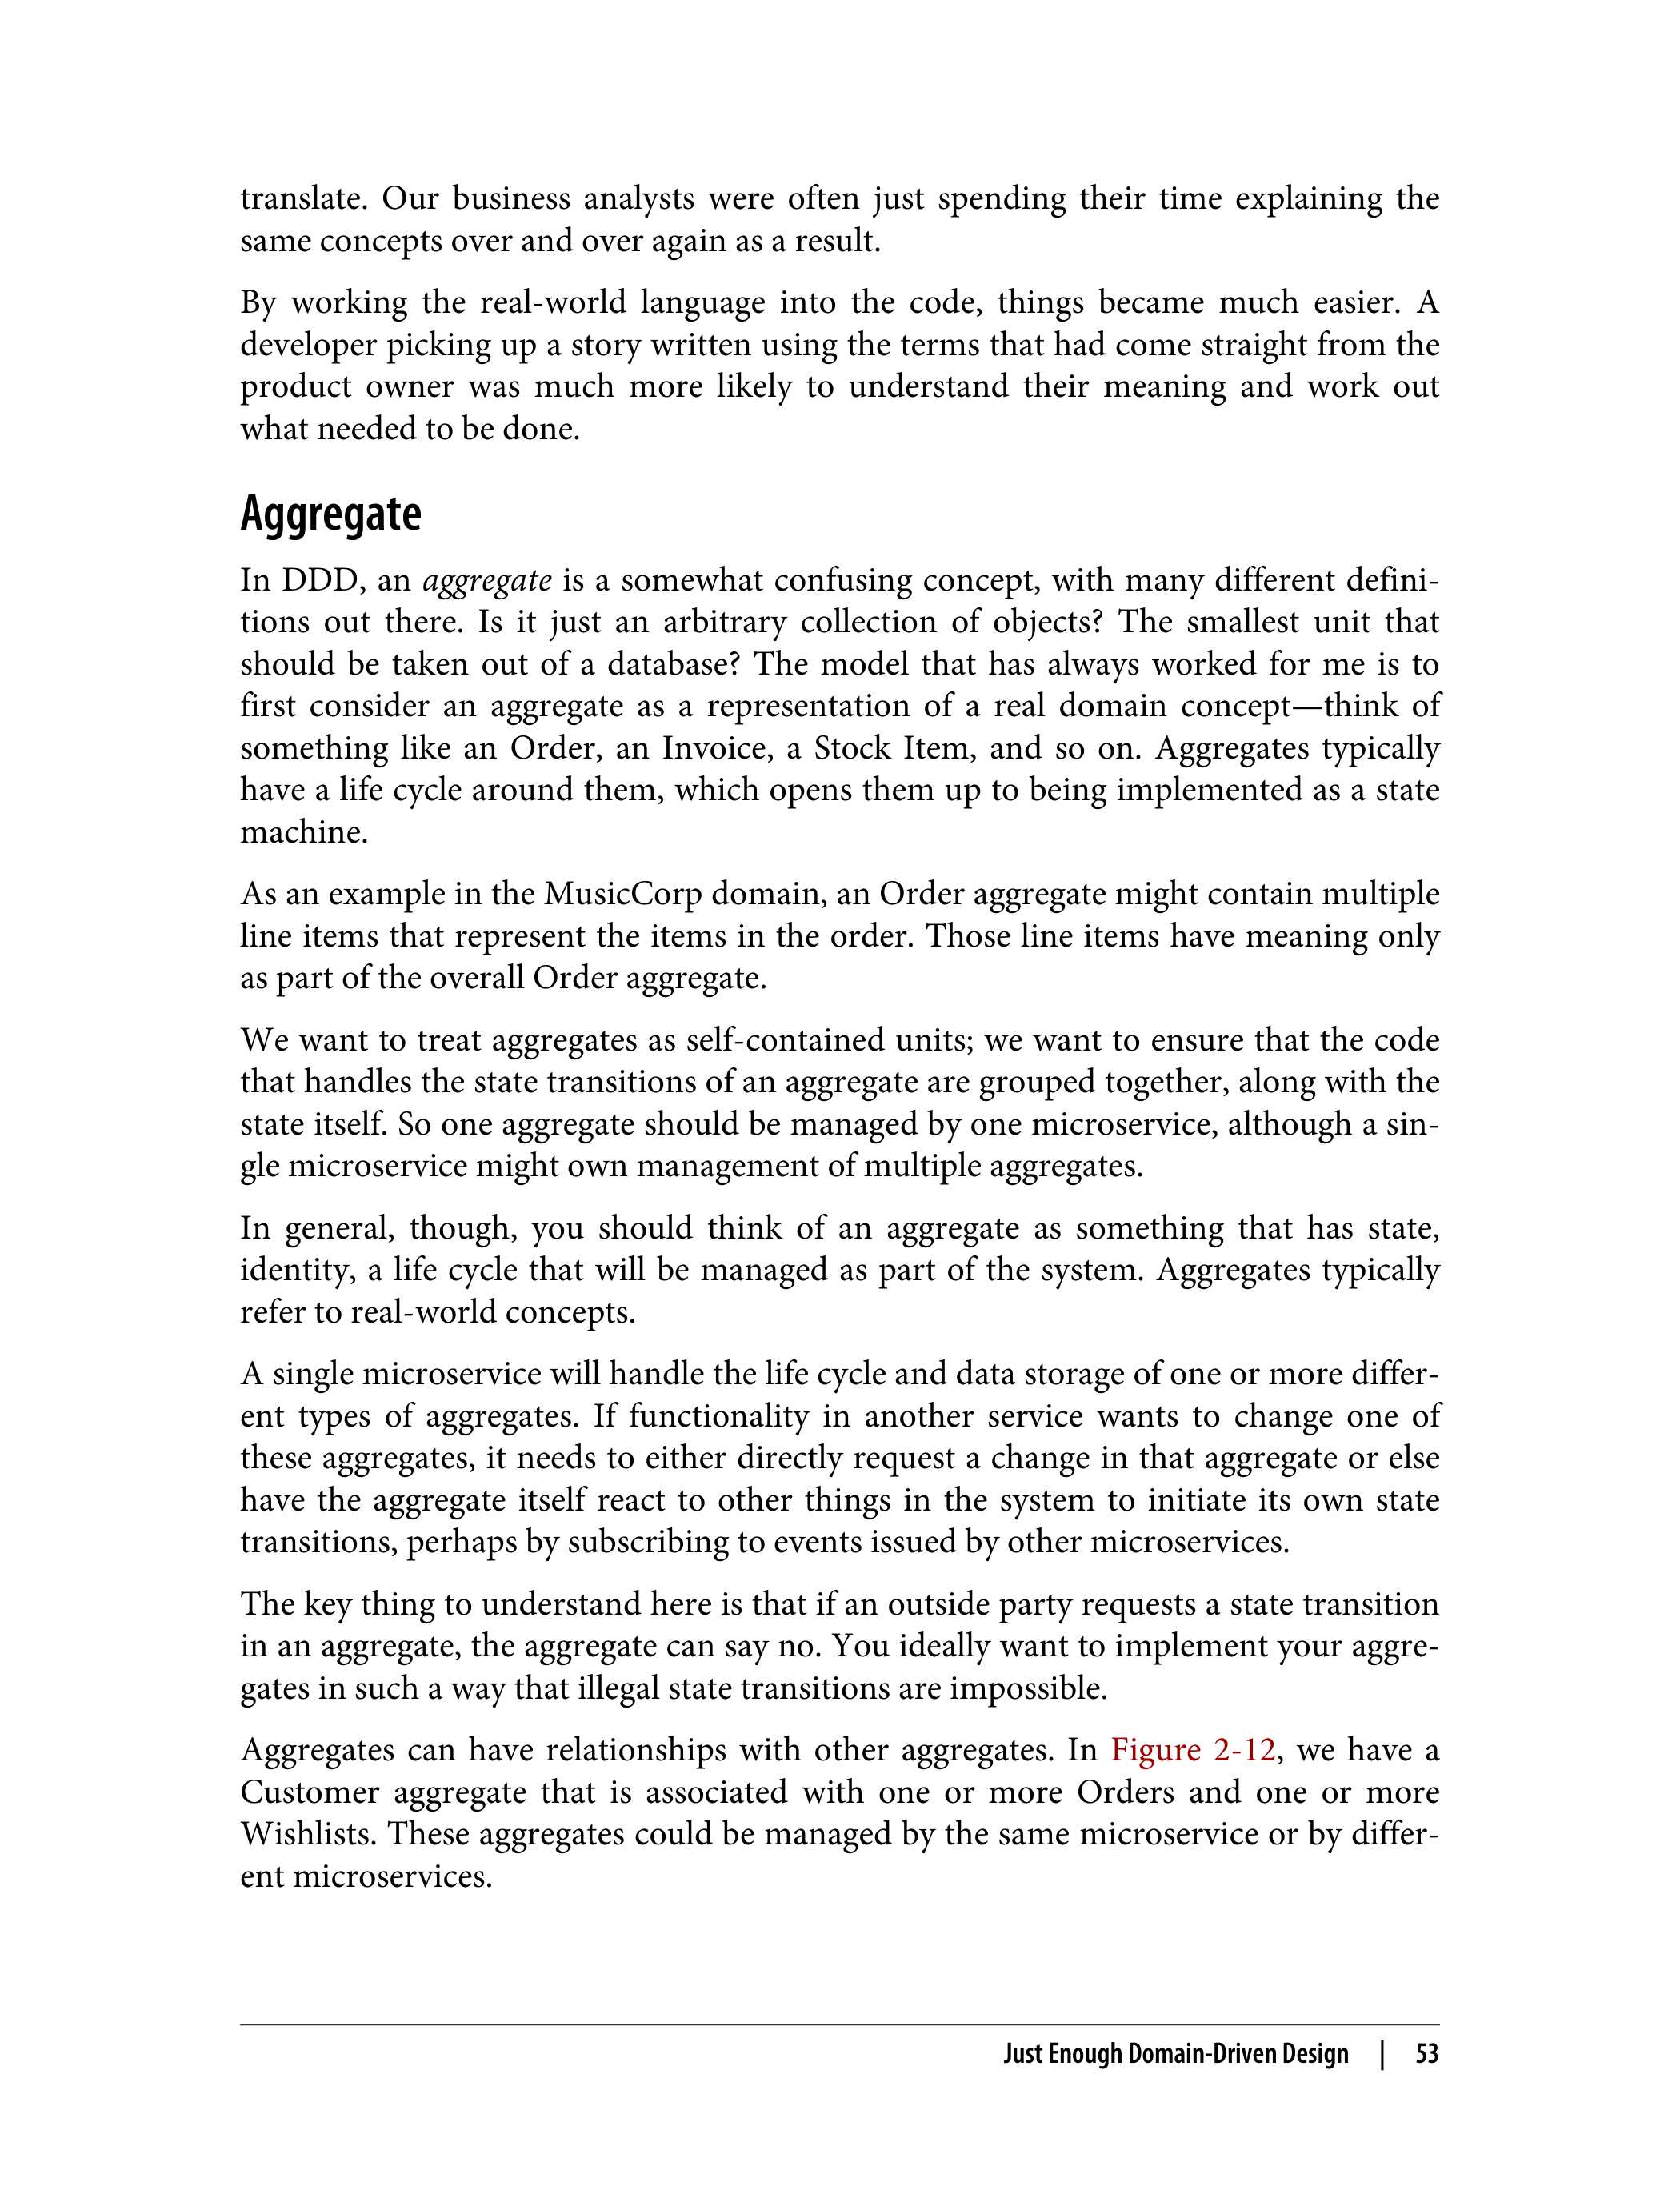 translate. Our business analysts were often just spending their time explaining the
same concepts over and over again as a result.
By working the real-world language into the code, things became much easier. A
developer picking up a story written using the terms that had come straight from the
product owner was much more likely to understand their meaning and work out
what needed to be done.
Aggregate
In DDD, an aggregate is a somewhat confusing concept, with many different defini-
tions out there. Is it just an arbitrary collection of objects? The smallest unit that
should be taken out of a database? The model that has always worked for me is to
first consider an aggregate as a representation of a real domain concept—think of
something like an Order, an Invoice, a Stock Item, and so on. Aggregates typically
have a life cycle around them, which opens them up to being implemented as a state
machine.
As an example in the MusicCorp domain, an Order aggregate might contain multiple
line items that represent the items in the order. Those line items have meaning only
as part of the overall Order aggregate.
We want to treat aggregates as self-contained units; we want to ensure that the code
that handles the state transitions of an aggregate are grouped together, along with the
state itself. So one aggregate should be managed by one microservice, although a sin-
gle microservice might own management of multiple aggregates.
In general, though, you should think of an aggregate as something that has state,
identity, a life cycle that will be managed as part of the system. Aggregates typically
refer to real-world concepts.
A single microservice will handle the life cycle and data storage of one or more differ-
ent types of aggregates. If functionality in another service wants to change one of
these aggregates, it needs to either directly request a change in that aggregate or else
have the aggregate itself react to other things in the system to initiate its own state
transitions, perhaps by subscribing to events issued by other microservices.
The key thing to understand here is that if an outside party requests a state transition
in an aggregate, the aggregate can say no. You ideally want to implement your aggre-
gates in such a way that illegal state transitions are impossible.
Aggregates can have relationships with other aggregates. In Figure 2-12, we have a
Customer aggregate that is associated with one or more Orders and one or more
Wishlists. These aggregates could be managed by the same microservice or by differ-
ent microservices.
Just Enough Domain-Driven Design | 53